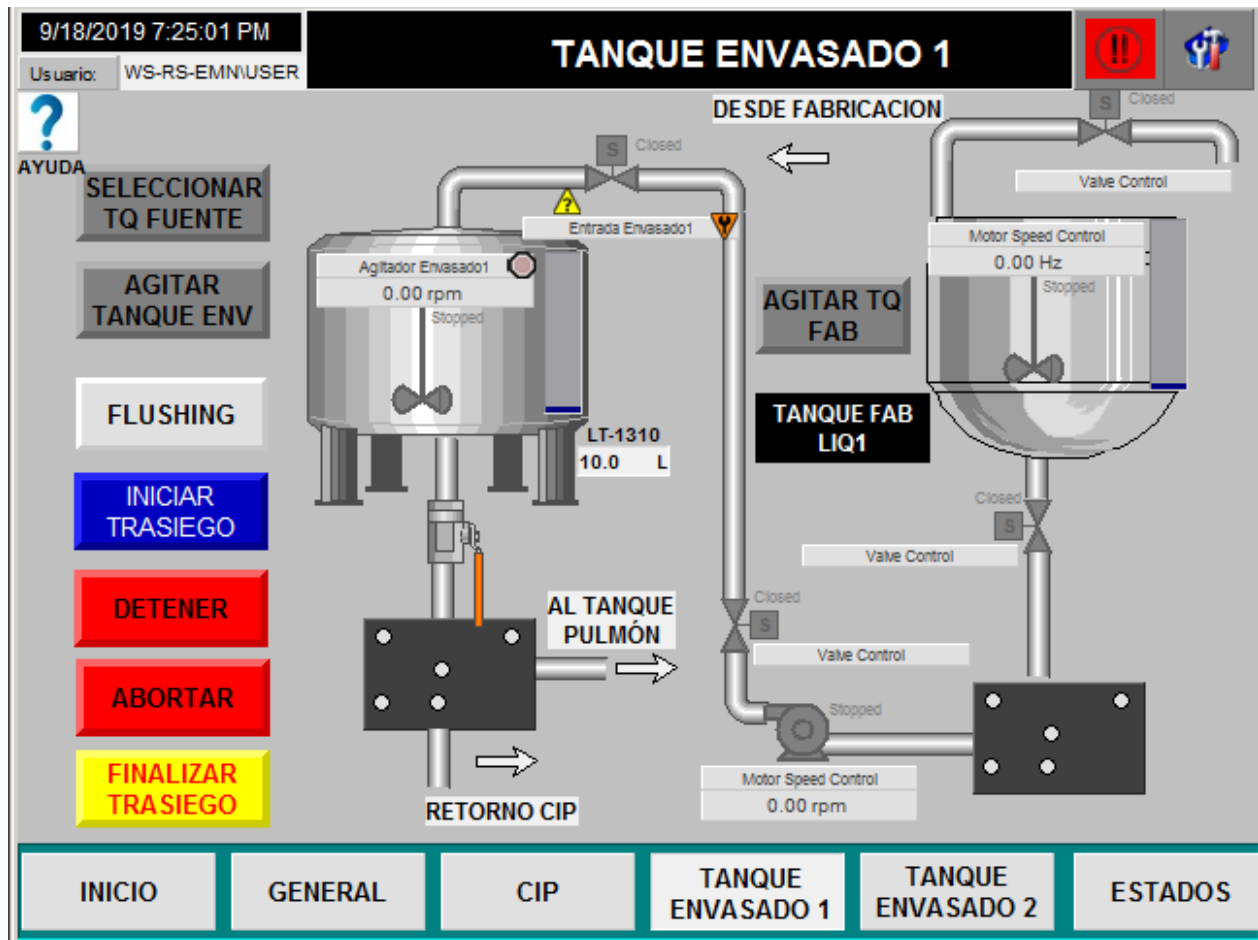 9/18/2019 7:25:01 PM
Usuario: WS-RS-EMN\USER
TANQUE ENVASADO 1
!!
?
AYUDA
DESDE FABRICACION
S Closed
Valve Control
SELECCIONAR
TQ FUENTE
S Closed
?
Entrada Envasado1
Motor Speed Control
0.00 Hz
Stopped
Agitador Envasado1
0.00 rpm
Stopped
AGITAR
TANQUE ENV
AGITAR TQ
FAB
FLUSHING
TANQUE FAB
LIQ1
LT-1310
10.0 L
INICIAR
TRASIEGO
Closed
S
Valve Control
DETENER
AL TANQUE
PULMÓN
Closed
S
Valve Control
ABORTAR
Stopped
Motor Speed Control
0.00 rpm
FINALIZAR
TRASIEGO
RETORNO CIP
INICIO
GENERAL
CIP
TANQUE
ENVASADO 1
TANQUE
ENVASADO 2
ESTADOS